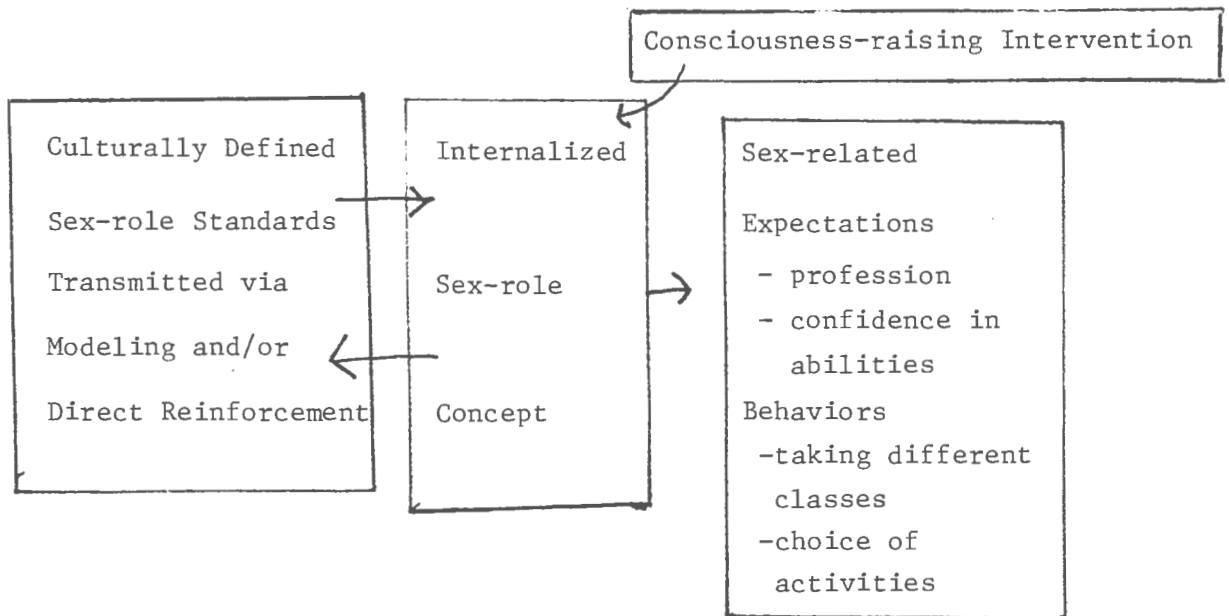 Consciousness-raising Intervention
Culturally Defined
Sex-role Standards
Transmitted via
Modeling and/or
Direct Reinforcement
Internalized
Sex-role
Concept
Sex-related
Expectations
- profession
- confidence in
abilities
Behaviors
-taking different
classes
-choice of
activities